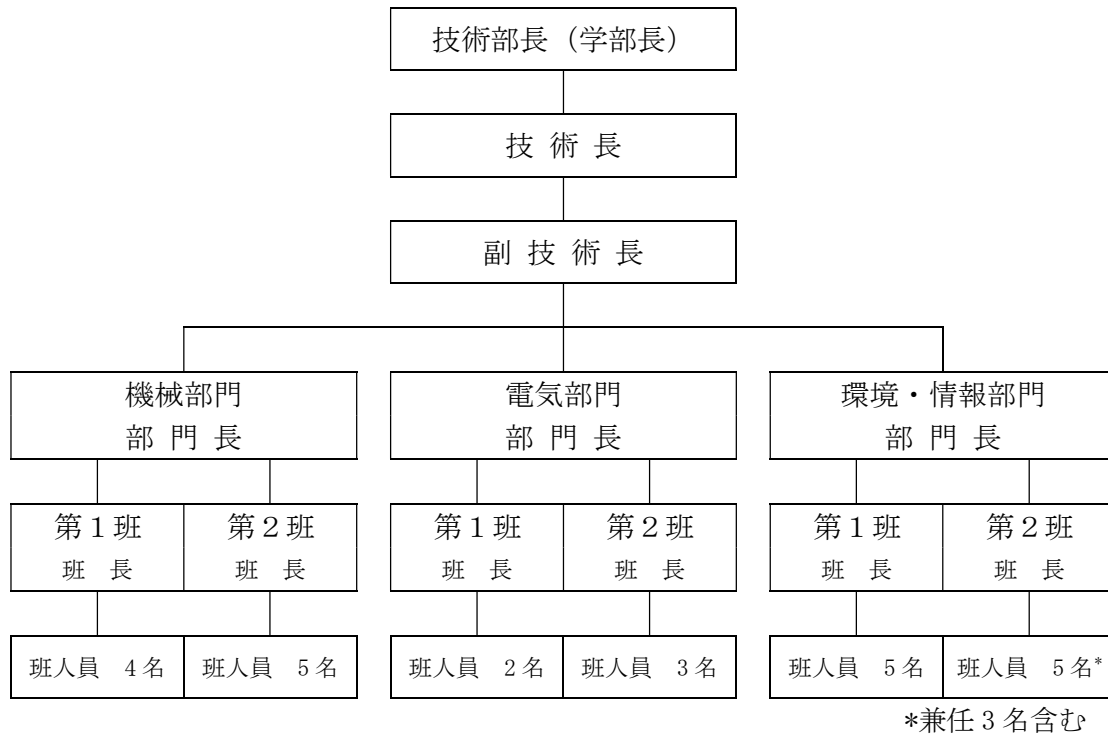 技術部長（学部長）
技 術 長
副 技 術 長
機械部門
部 門 長
電気部門
部 門 長
環境・情報部門
部 門 長
第１班 第２班
班　長 班　長
第１班 第２班
班　長 班　長
第１班 第２班
班　長 班　長
班人員　4名 班人員　5名
班人員　2名 班人員　3名
班人員　5名 班人員　5名*
*兼任3名含む